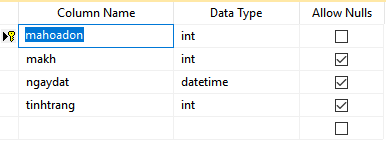 Column Name Data Type Allow Nulls
mahoadon int
makh int
ngaydat datetime
tinhtrang int